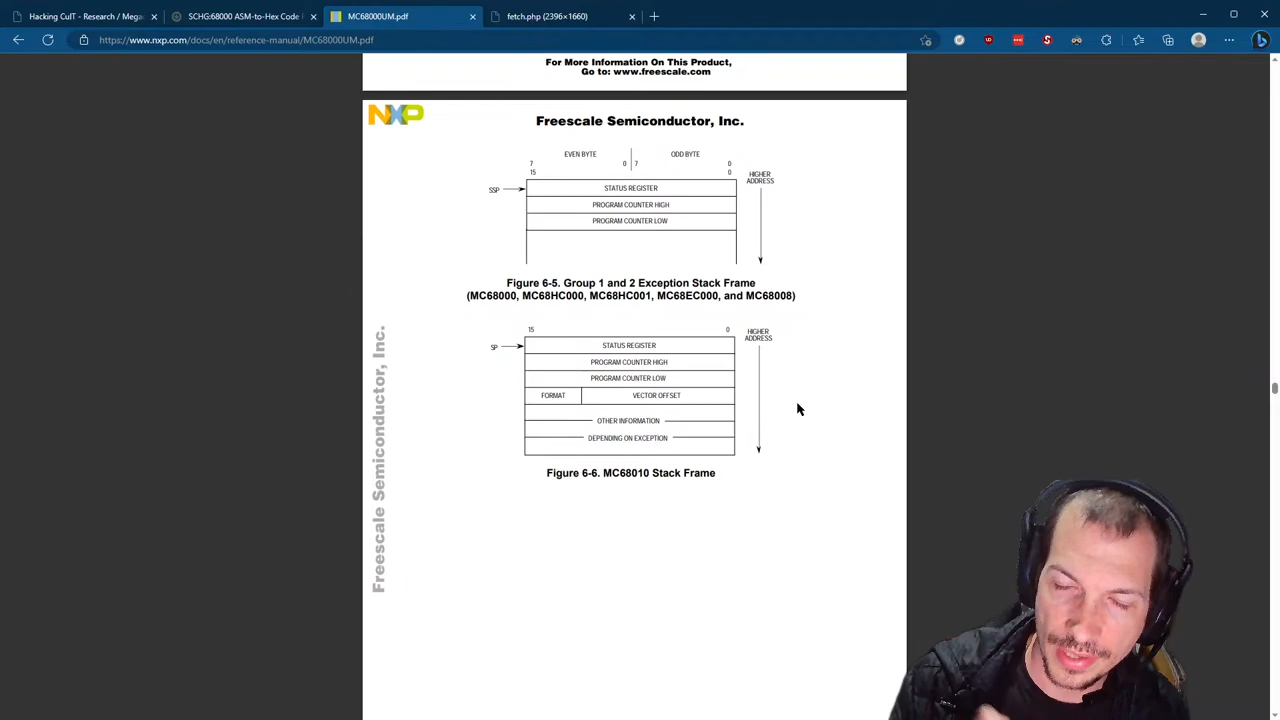 Hacking CulT - Research / Mega
SCHG:68000 ASM-to-Hex Code R
MC68000UM.pdf
fetch.php (2396×1660)
https://www.nxp.com/docs/en/reference-manual/MC68000UM.pdf
For More Information On This Product,
Go to: www.freescale.com
NXP
Freescale Semiconductor, Inc.
EVEN BYTE ODD BYTE
7 0 7 0
15 0
HIGHER
ADDRESS
SSP
STATUS REGISTER
PROGRAM COUNTER HIGH
PROGRAM COUNTER LOW
Figure 6-5. Group 1 and 2 Exception Stack Frame
(MC68000, MC68HC000, MC68HC001, MC68EC000, and MC68008)
15 0
HIGHER
ADDRESS
SP
STATUS REGISTER
PROGRAM COUNTER HIGH
PROGRAM COUNTER LOW
FORMAT VECTOR OFFSET
OTHER INFORMATION
DEPENDING ON EXCEPTION
Figure 6-6. MC68010 Stack Frame
Freescale Semiconductor, Inc.